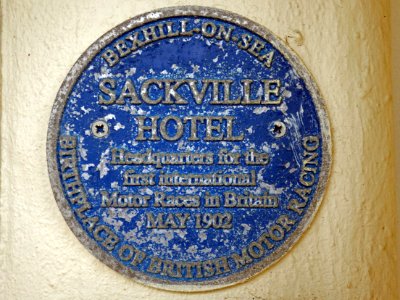 BEXHILL-ON-SEA
SACKVILLE
HOTEL
Headquarters for the
first international
Motor Races in Britain
MAY 1902
BIRTHPLACE OF BRITISH MOTOR RACING